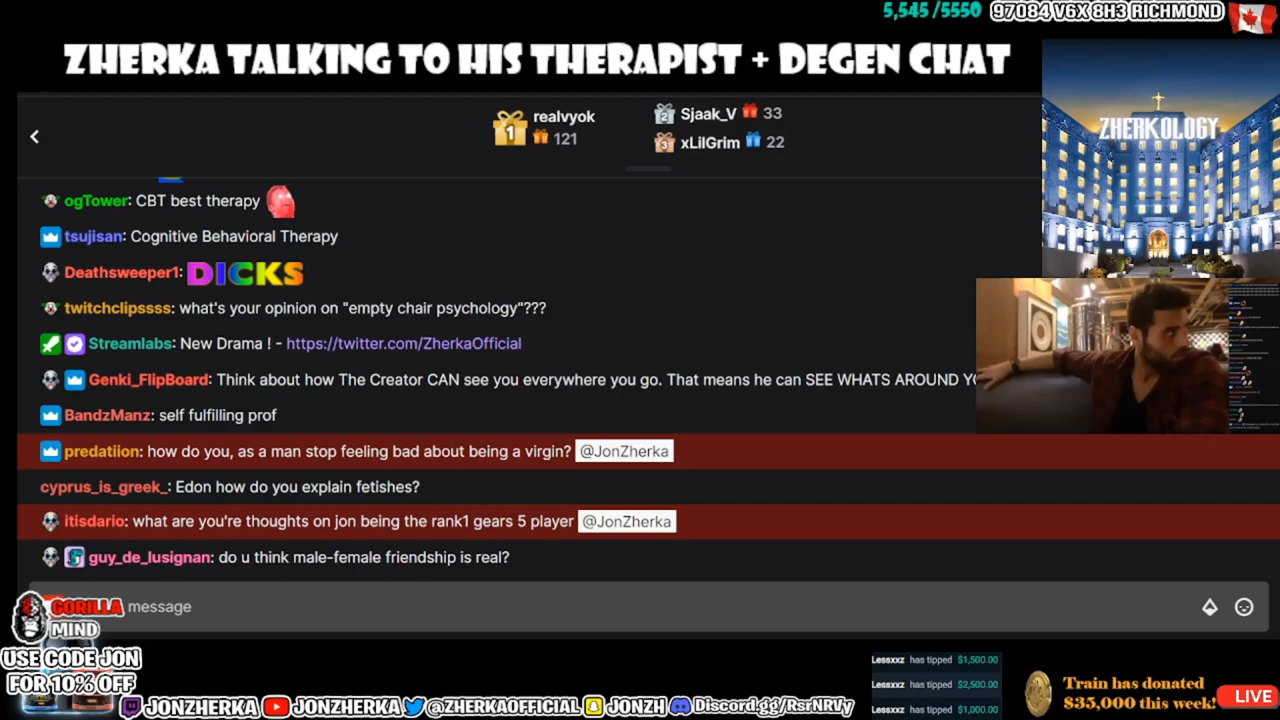 5,545 /5550
97084 V6X 8H3 RICHMOND
ZHERKA TALKING TO HIS THERAPIST + DEGEN CHAT
ZHERKOLOGY
1 realvyok
121
2 Sjaak_V 33
3 xLilGrim 22
ogTower: CBT best therapy
tsujisan: Cognitive Behavioral Therapy
Deathsweeper1: DICKS
twitchclipssss: what's your opinion on "empty chair psychology"???
Streamlabs: New Drama ! - https://twitter.com/ZherkaOfficial
Genki_FlipBoard: Think about how The Creator CAN see you everywhere you go. That means he can SEE WHATS AROUND YO
BandzManz: self fulfilling prof
predatiion: how do you, as a man stop feeling bad about being a virgin? @JonZherka
cyprus_is_greek_: Edon how do you explain fetishes?
itisdario: what are you're thoughts on jon being the rank1 gears 5 player @JonZherka
guy_de_lusignan: do u think male-female friendship is real?
message
GORILLA
MIND
USE CODE JON
FOR 10% OFF
JONZHERKA JONZHERKA @ZHERKAOFFICIAL JONZH Discord.gg/RsrNRVy
Lessxxz has tipped $1,500.00
Lessxxz has tipped $2,500.00
Lessxxz has tipped $1,000.00
Train has donated
$35,000 this week!
LIVE